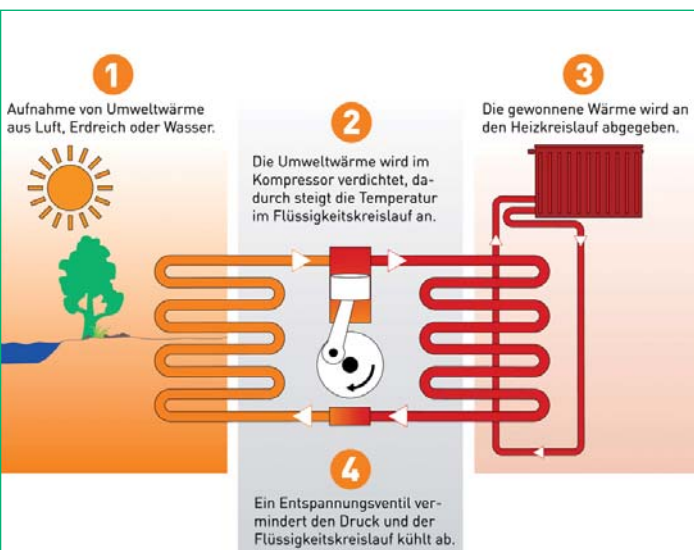 1
Aufnahme von Umweltwärme
aus Luft, Erdreich oder Wasser.
2
Die Umweltwärme wird im
Kompressor verdichtet, da-
durch steigt die Temperatur
im Flüssigkeitskreislauf an.
3
Die gewonnene Wärme wird an
den Heizkreislauf abgegeben.
4
Ein Entspannungsventil ver-
mindert den Druck und der
Flüssigkeitskreislauf kühlt ab.